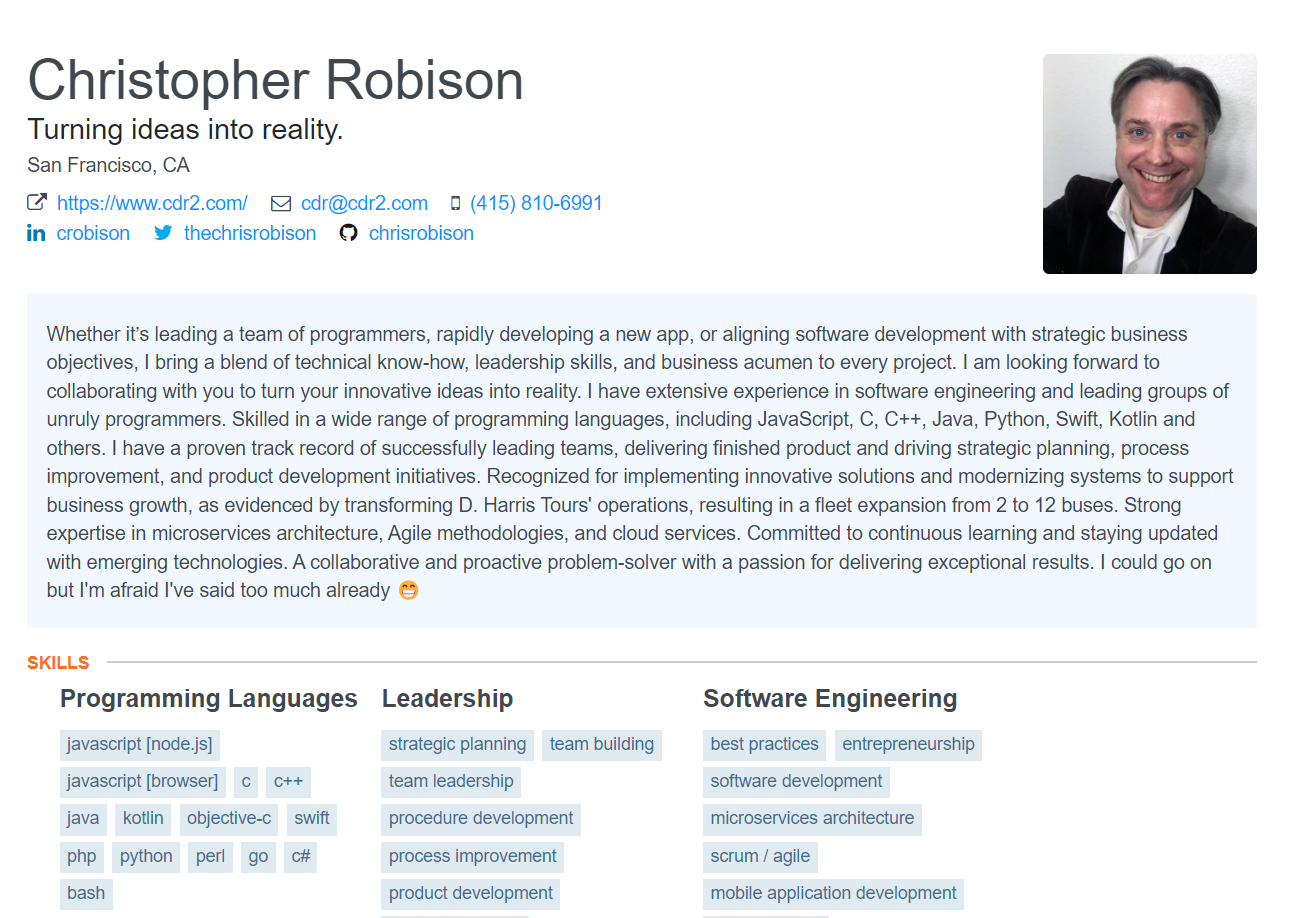 Christopher Robison
Turning ideas into reality.
San Francisco, CA
https://www.cdr2.com/ cdr@cdr2.com (415) 810-6991
in crobison thechrisrobison chrisrobison
Whether it’s leading a team of programmers, rapidly developing a new app, or aligning software development with strategic business
objectives, I bring a blend of technical know-how, leadership skills, and business acumen to every project. I am looking forward to
collaborating with you to turn your innovative ideas into reality. I have extensive experience in software engineering and leading groups of
unruly programmers. Skilled in a wide range of programming languages, including JavaScript, C, C++, Java, Python, Swift, Kotlin and
others. I have a proven track record of successfully leading teams, delivering finished product and driving strategic planning, process
improvement, and product development initiatives. Recognized for implementing innovative solutions and modernizing systems to support
business growth, as evidenced by transforming D. Harris Tours' operations, resulting in a fleet expansion from 2 to 12 buses. Strong
expertise in microservices architecture, Agile methodologies, and cloud services. Committed to continuous learning and staying updated
with emerging technologies. A collaborative and proactive problem-solver with a passion for delivering exceptional results. I could go on
but I'm afraid I've said too much already 😁
SKILLS
Programming Languages
javascript [node.js]
javascript [browser] c c++
java kotlin objective-c swift
php python perl go c#
bash
Leadership
strategic planning team building
team leadership
procedure development
process improvement
product development
Software Engineering
best practices entrepreneurship
software development
microservices architecture
scrum / agile
mobile application development